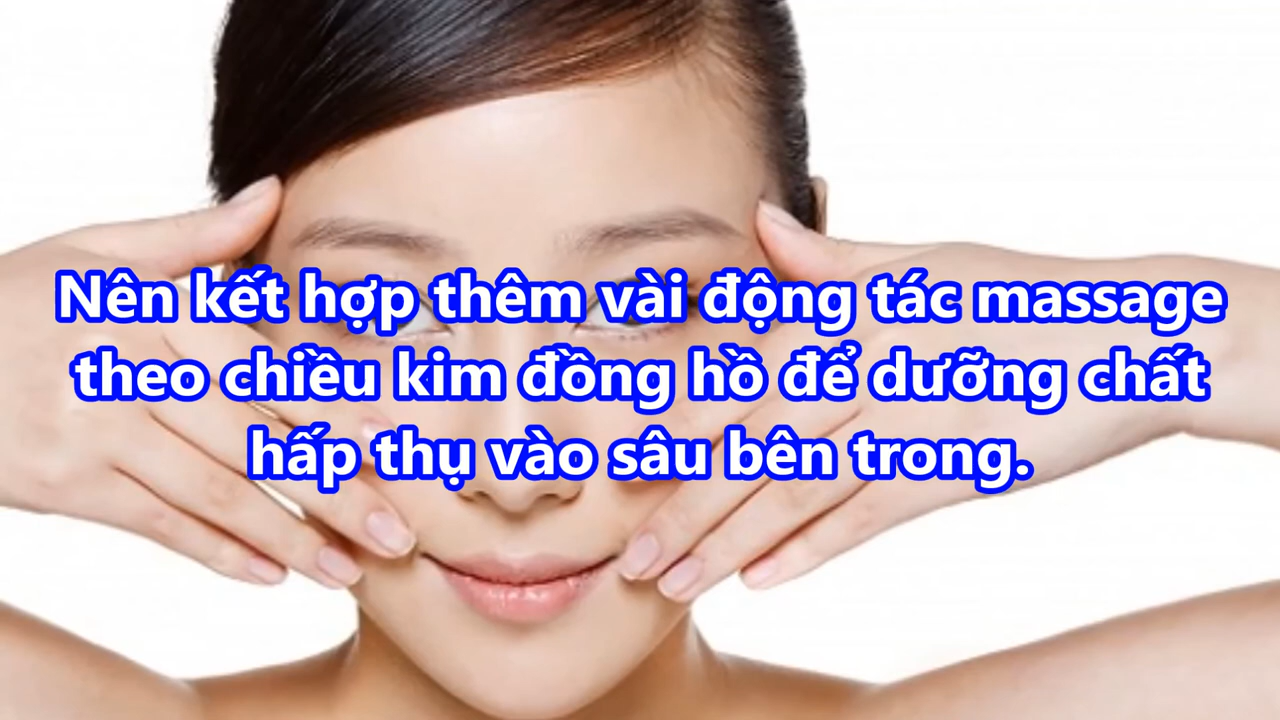 Nên kết hợp thêm vài động tác massage
theo chiều kim đồng hồ để dưỡng chất
hấp thụ vào sâu bên trong.